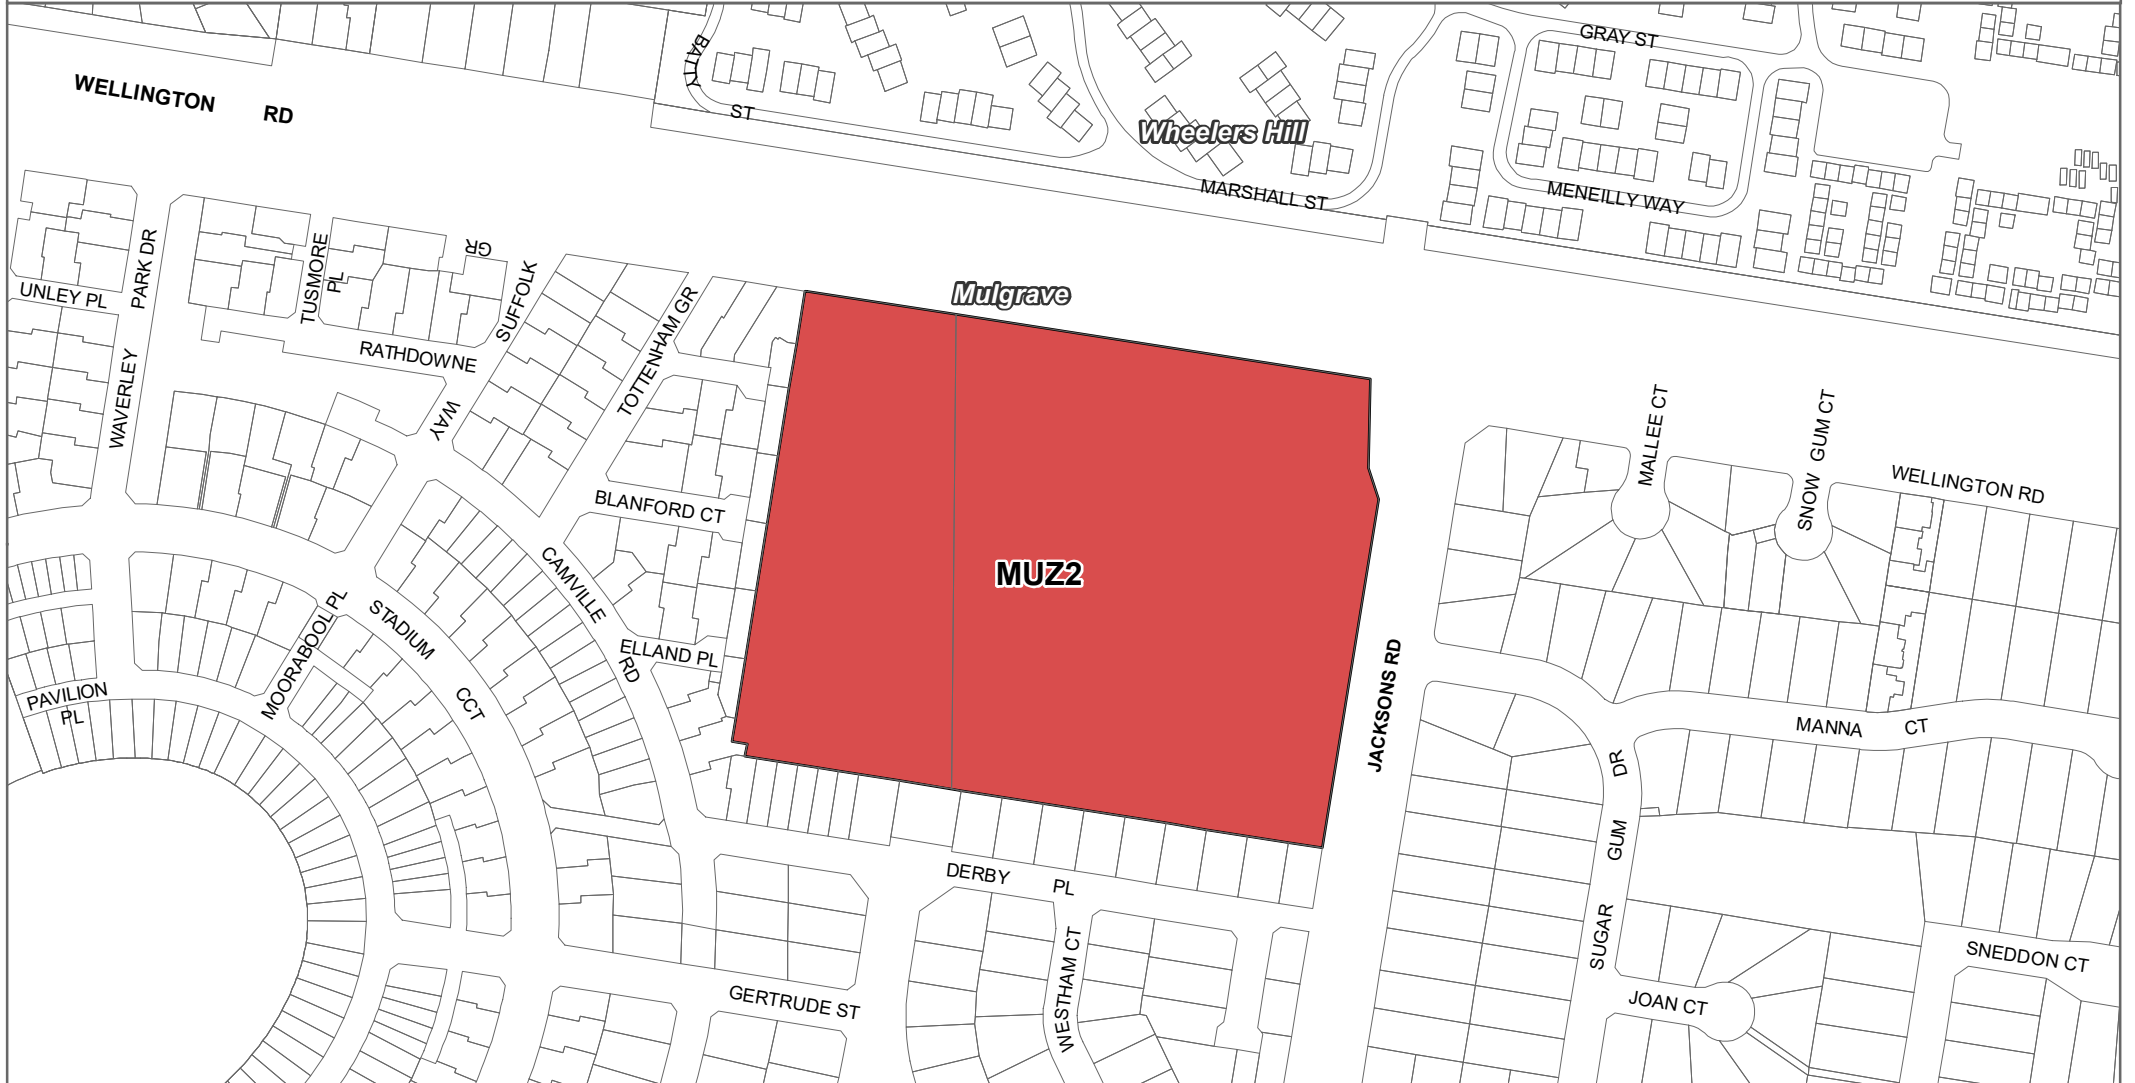 GRAY ST
BATTY
ST
WELLINGTON RD
Wheelers Hill
MARSHALL ST
MENEILLY WAY
PARK DR
WAVERLEY
UNLEY PL
TUSMORE
PL
GR
SUFFOLK
WAY
RATHDOWNE
TOTTENHAM GR
Mulgrave
MALLEE CT
SNOW GUM CT
WELLINGTON RD
BLANFORD CT
CAMVILLE
RD
MUZ2
STADIUM
CCT
MOORABOOL PL
ELLAND PL
PAVILION
PL
JACKSONS RD
MANNA CT
SUGAR GUM DR
DERBY PL
WESTHAM CT
GERTRUDE ST
JOAN CT
SNEDDON CT